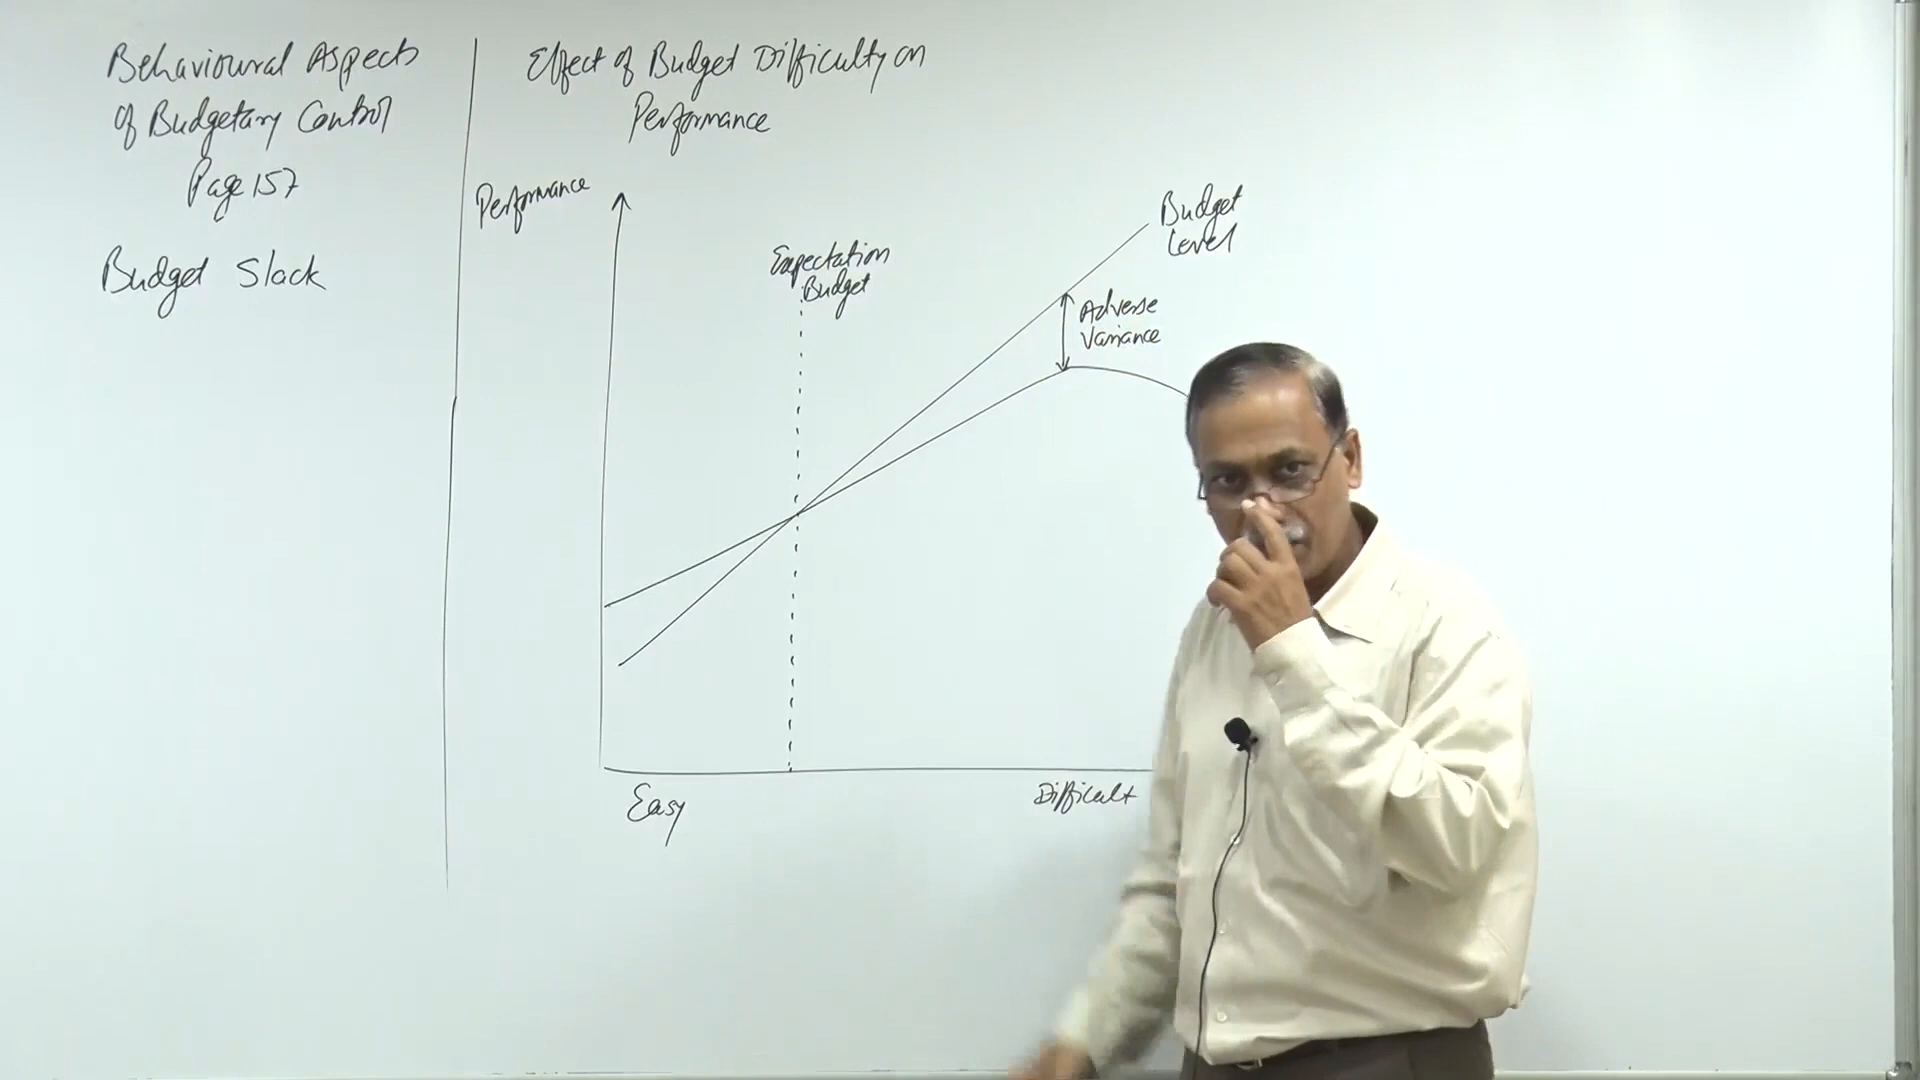 Behavioural Aspects
of Budgetary Control
Page 157
Budget Slack
Effect of Budget Difficulty on
Performance
Performance
Expectation
Budget
Budget
Level
Adverse
Variance
Easy
Difficult